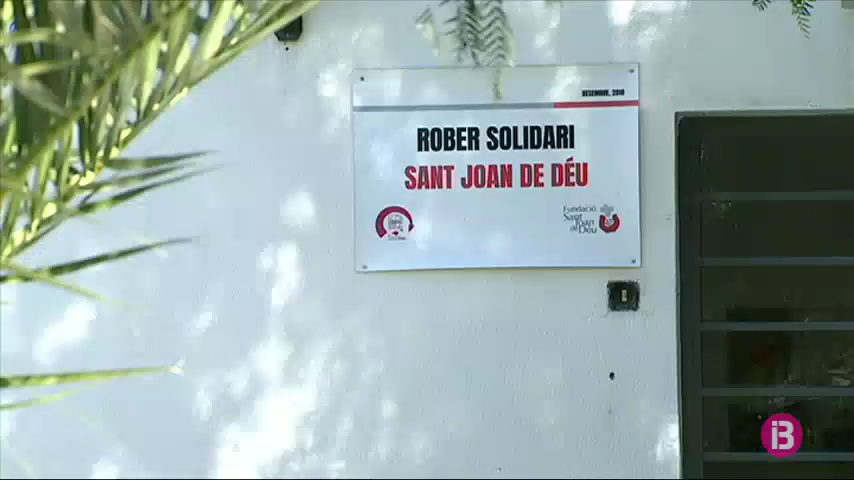 DESEMBRE, 2018
ROBER SOLIDARI
SANT JOAN DE DÉU
Fundació
Sant
Joan
de Déu
IB